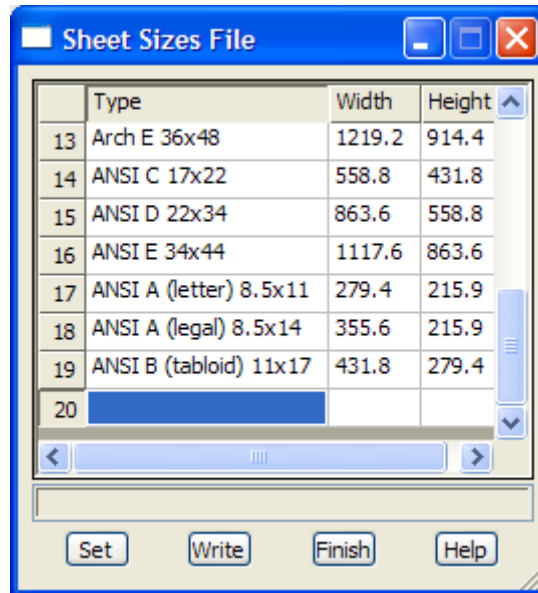 Sheet Sizes File
Type Width Height
13 Arch E 36x48 1219.2 914.4
14 ANSI C 17x22 558.8 431.8
15 ANSI D 22x34 863.6 558.8
16 ANSI E 34x44 1117.6 863.6
17 ANSI A (letter) 8.5x11 279.4 215.9
18 ANSI A (legal) 8.5x14 355.6 215.9
19 ANSI B (tabloid) 11x17 431.8 279.4
20
Set Write Finish Help